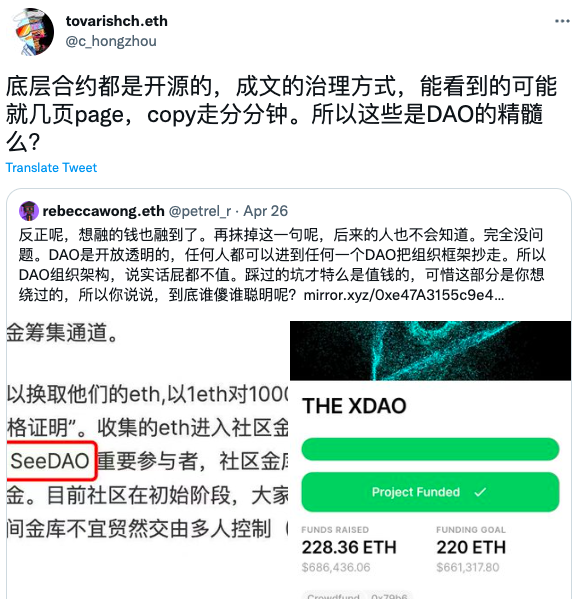 tovarishch.eth
@c_hongzhou
底层合约都是开源的，成文的治理方式，能看到的可能
就几页page，copy走分分钟。所以这些是DAO的精髓
么？
Translate Tweet
rebeccawong.eth @petrel_r · Apr 26
反正呢，想融的钱也融到了。再抹掉这一句呢，后来的人也不会知道。完全没问
题。DAO是开放透明的，任何人都可以进到任何一个DAO把组织框架抄走。所以
DAO组织架构，说实话屁都不值。踩过的坑才特么是值钱的，可惜这部分是你想
绕过的，所以你说说，到底谁傻谁聪明呢？mirror.xyz/0xe47A3155c9e4...
金筹集通道。
以换取他们的eth,以1eth对1000
格证明”。收集的eth进入社区金
SeeDAO 重要参与者，社区金库
金。目前社区在初始阶段，大家
间金库不宜贸然交由多人控制（
THE XDAO
Project Funded ✓
FUNDS RAISED
228.36 ETH
$686,436.06
FUNDING GOAL
220 ETH
$661,317.80
Crowdfund 0x79b6